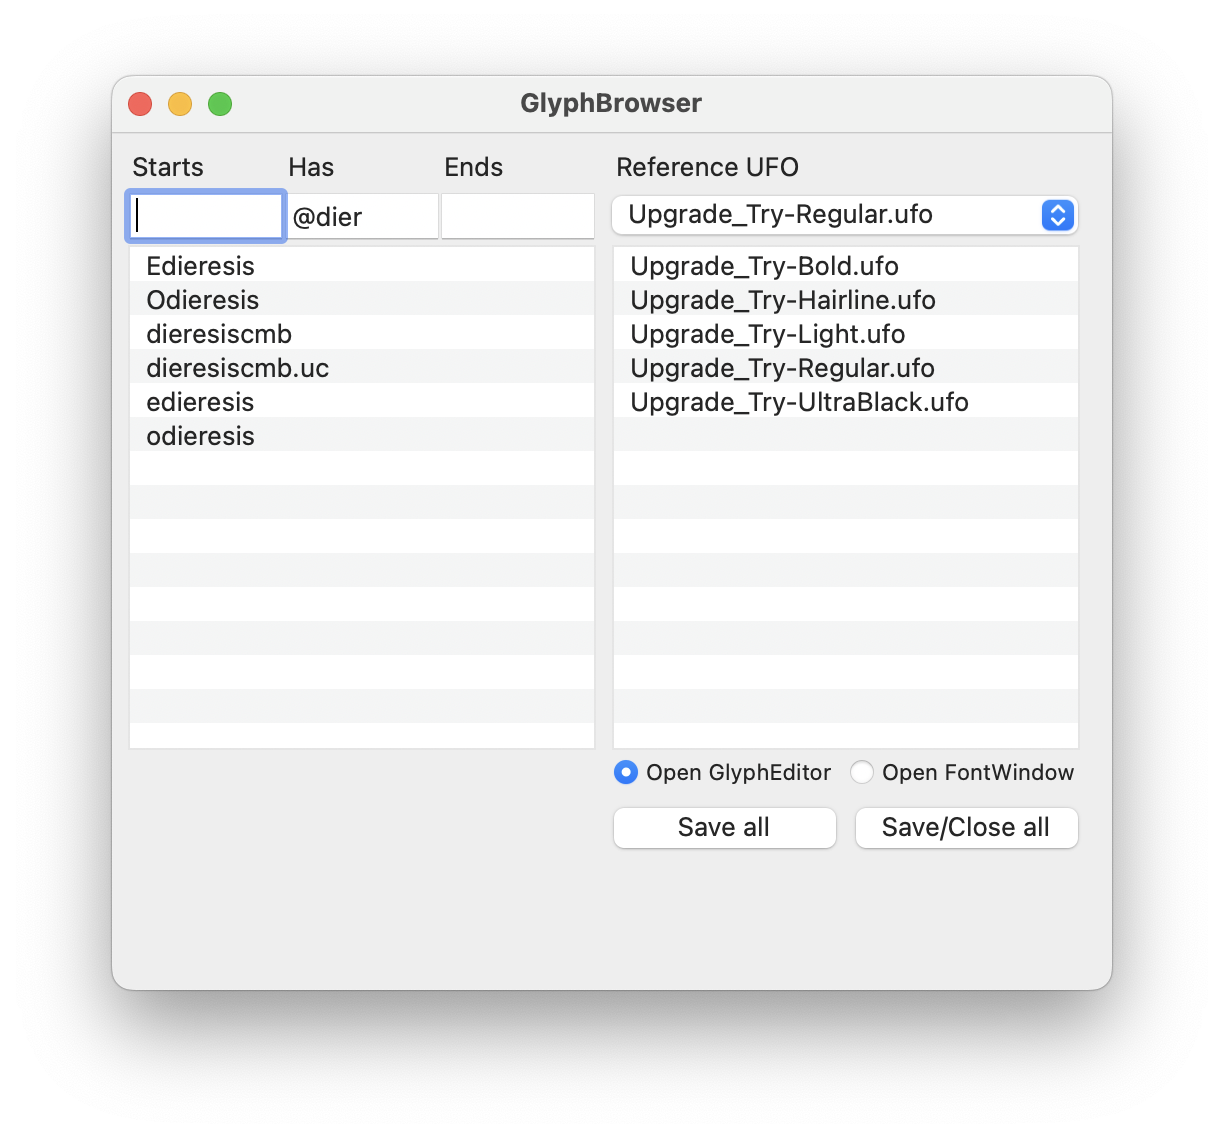 GlyphBrowser
Starts Has Ends Reference UFO
@dier Upgrade_Try-Regular.ufo
Edieresis
Odieresis
dieresiscmb
dieresiscmb.uc
edieresis
odieresis
Upgrade_Try-Bold.ufo
Upgrade_Try-Hairline.ufo
Upgrade_Try-Light.ufo
Upgrade_Try-Regular.ufo
Upgrade_Try-UltraBlack.ufo
Open GlyphEditor Open FontWindow
Save all Save/Close all